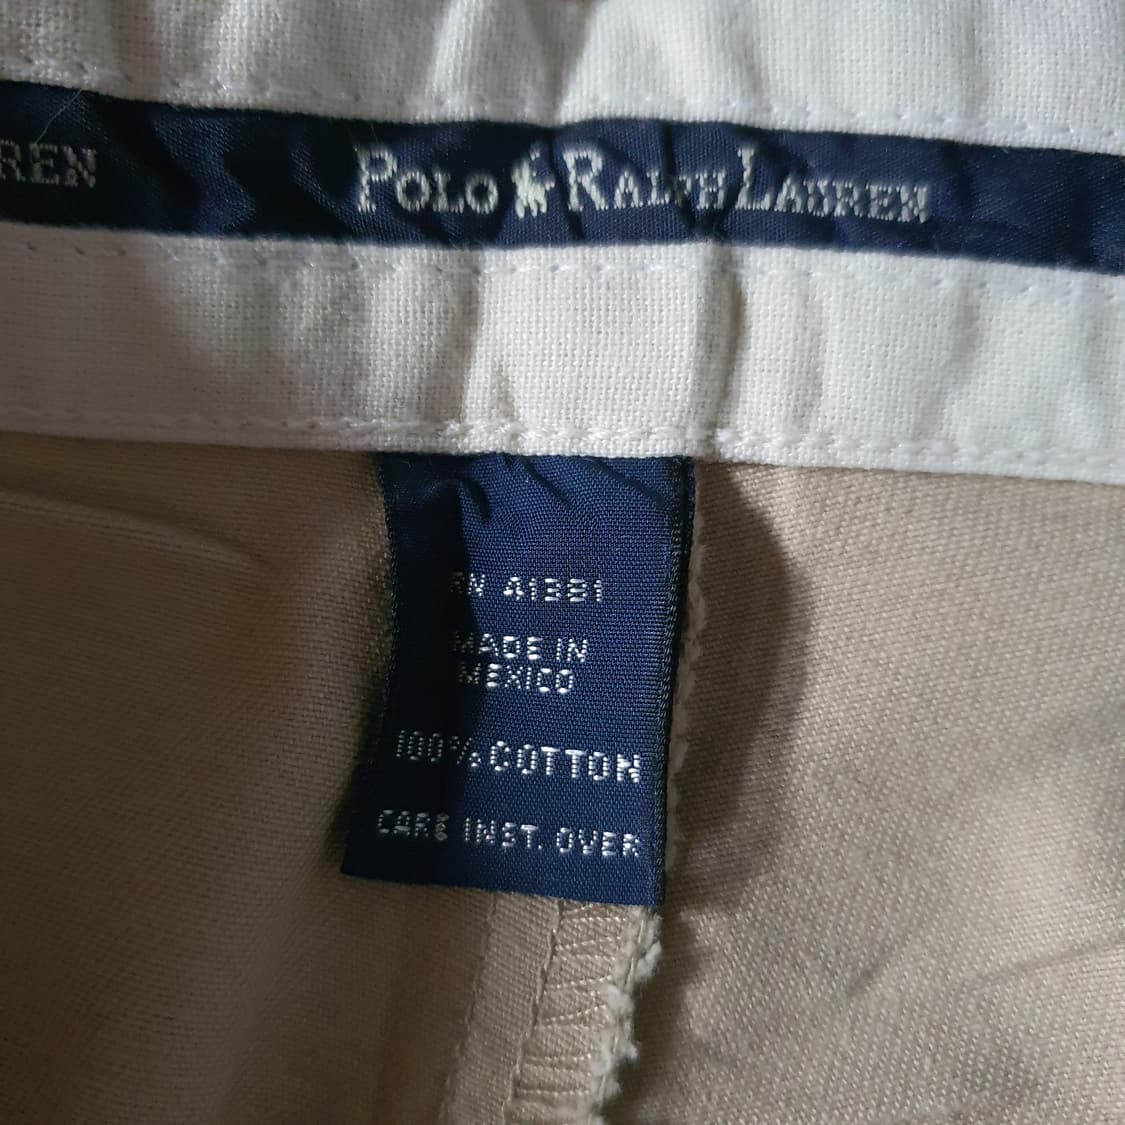 REN POLO RALPH LAUREN
RN 41381
MADE IN
MEXICO
100% COTTON
CARE INST. OVER